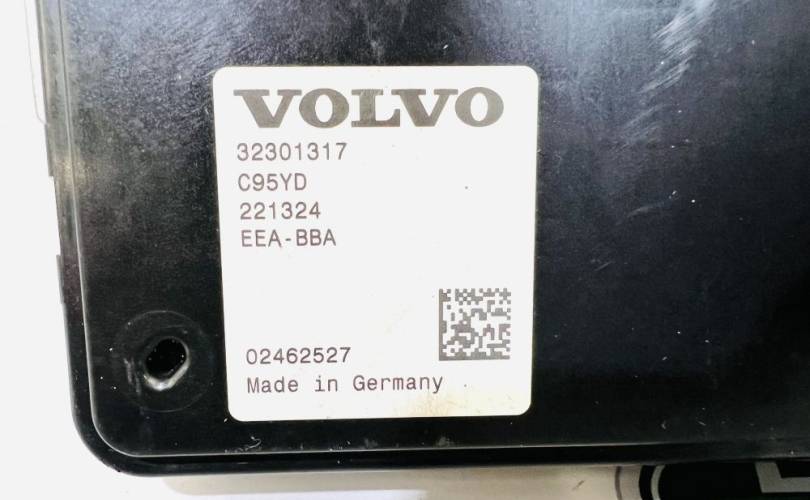 VOLVO
32301317
C95YD
221324
EEA-BBA
02462527
Made in Germany